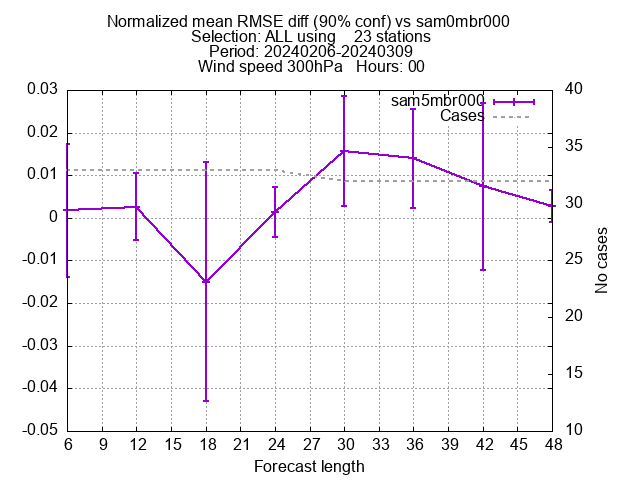 Normalized mean RMSE diff (90% conf) vs sam0mbr000
Selection: ALL using    23 stations
Period: 20240206-20240309
Wind speed 300hPa   Hours: 00
sam5mbr000
Cases
0.03
0.02
0.01
0
-0.01
-0.02
-0.03
-0.04
-0.05
40
35
30
25
20
15
10
No cases
6 9 12 15 18 21 24 27 30 33 36 39 42 45 48
Forecast length